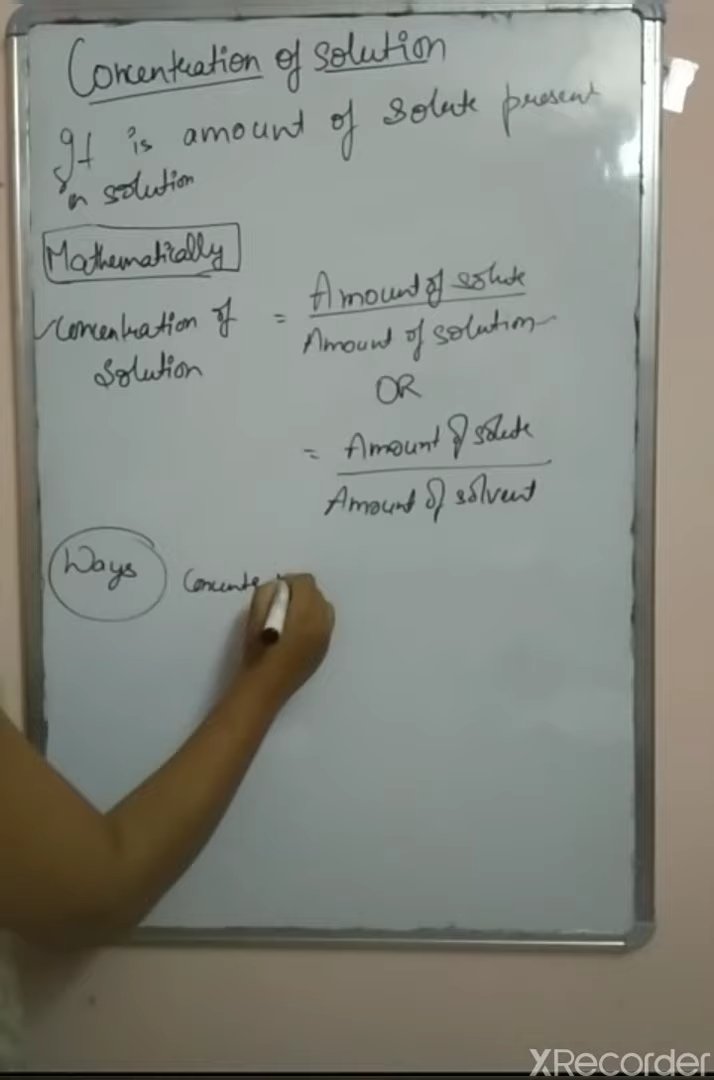 Concentration of solution
It is amount of solute present
in solution
Mathematically
Concentration of = Amount of solute
Solution Amount of solution
OR
= Amount of solute
Amount of solvent
Ways
XRecorder